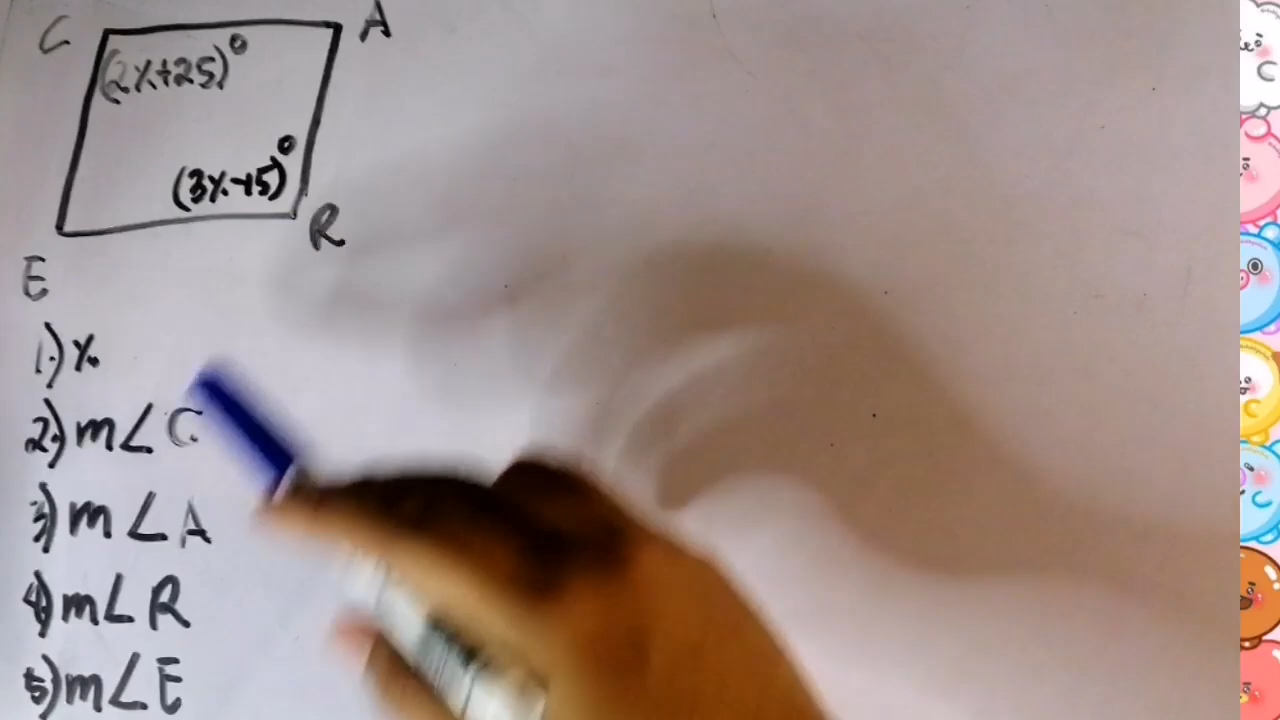 C A
(2x+25)°
(3x-15)°
R
E
1.) x
2.) m∠C
3.) m∠A
4.) m∠R
5.) m∠E